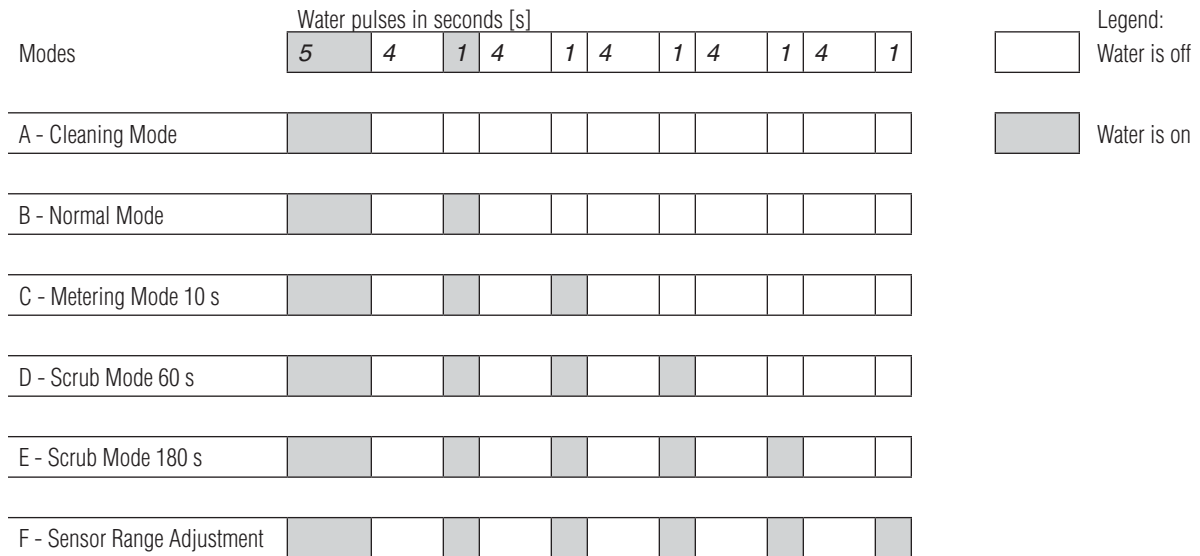 Water pulses in seconds [s]
Legend:
Modes 5 4 1 4 1 4 1 4 1 4 1 Water is off
A - Cleaning Mode Water is on
B - Normal Mode
C - Metering Mode 10 s
D - Scrub Mode 60 s
E - Scrub Mode 180 s
F - Sensor Range Adjustment